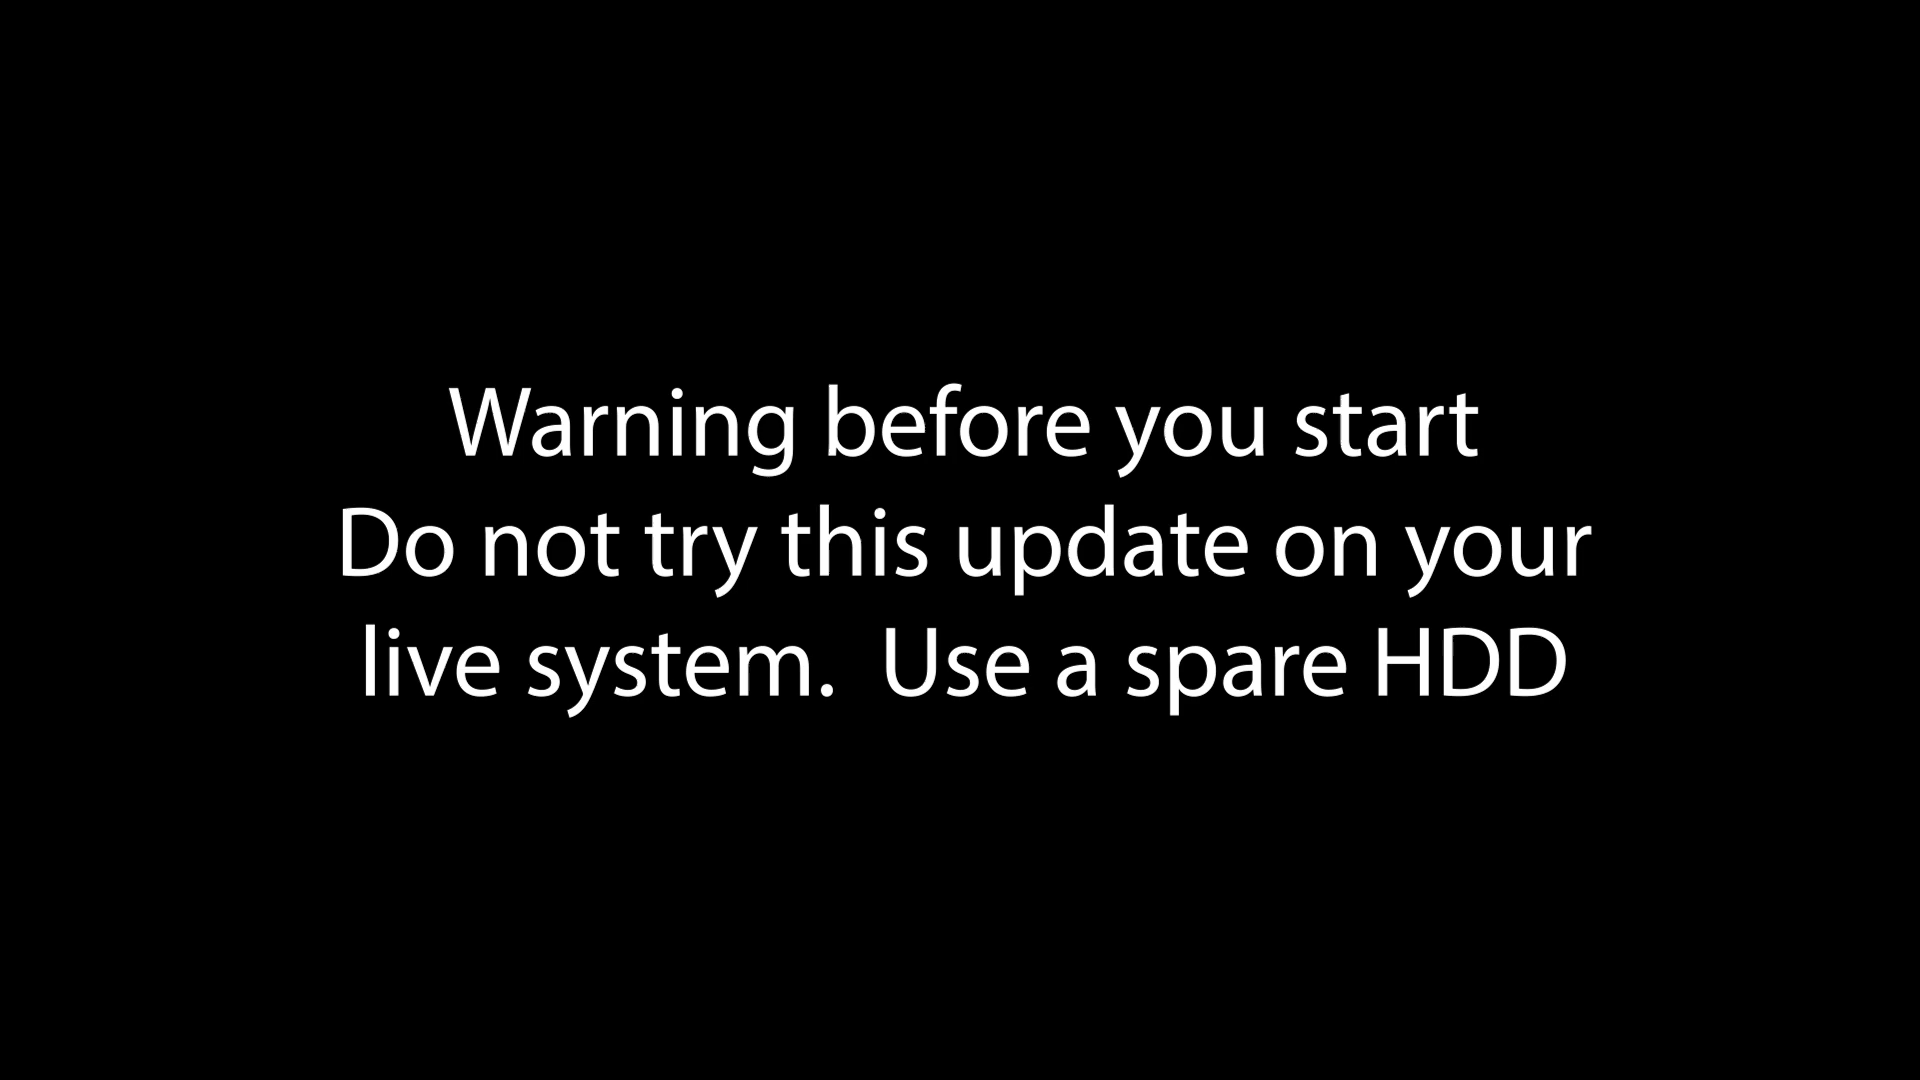 Warning before you start
Do not try this update on your
live system.  Use a spare HDD